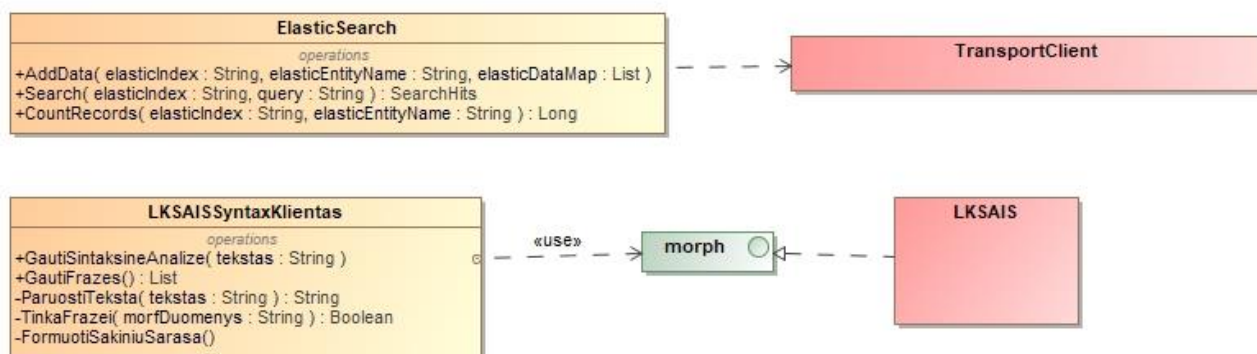 ElasticSearch
operations
+AddData( elasticIndex : String, elasticEntityName : String, elasticDataMap : List )
+Search( elasticIndex : String, query : String ) : SearchHits
+CountRecords( elasticIndex : String, elasticEntityName : String ) : Long
TransportClient
LKSAISSyntaxKlientas
operations
+GautiSintaksineAnalize( tekstas : String )
+GautiFrazes() : List
-ParuostiTeksta( tekstas : String ) : String
-TinkaFrazei( morfDuomenys : String ) : Boolean
-FormuotiSakiniuSarasa()
«use»
morph
LKSAIS